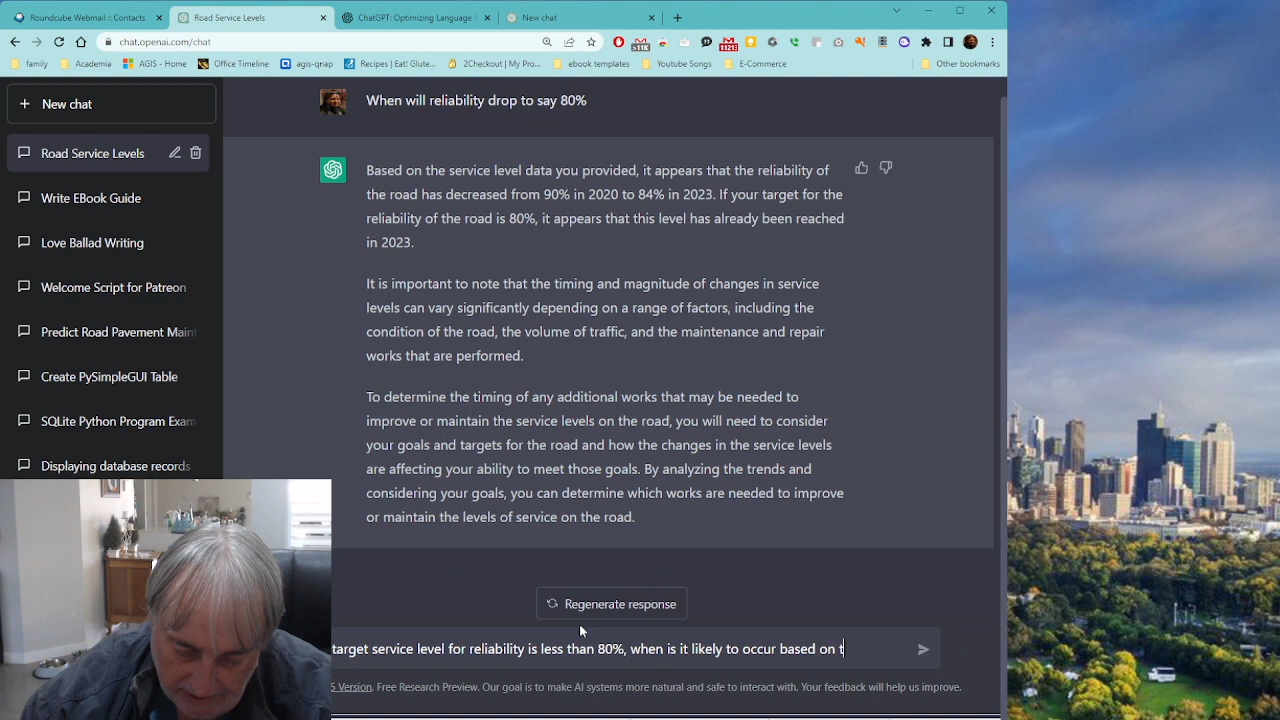 Roundcube Webmail :: Contacts
Road Service Levels
ChatGPT: Optimizing Language
New chat
chat.openai.com/chat
>11K
11213
family
Academia
AGIS - Home
Office Timeline
agis-qnap
Recipes | Eat! Glute...
2Checkout | My Pro...
ebook templates
Youtube Songs
E-Commerce
Other bookmarks
New chat
Road Service Levels
Write EBook Guide
Love Ballad Writing
Welcome Script for Patreon
Predict Road Pavement Main
Create PySimpleGUI Table
SQLite Python Program Exam
Displaying database records
When will reliability drop to say 80%
Based on the service level data you provided, it appears that the reliability of
the road has decreased from 90% in 2020 to 84% in 2023. If your target for the
reliability of the road is 80%, it appears that this level has already been reached
in 2023.
It is important to note that the timing and magnitude of changes in service
levels can vary significantly depending on a range of factors, including the
condition of the road, the volume of traffic, and the maintenance and repair
works that are performed.
To determine the timing of any additional works that may be needed to
improve or maintain the service levels on the road, you will need to consider
your goals and targets for the road and how the changes in the service levels
are affecting your ability to meet those goals. By analyzing the trends and
considering your goals, you can determine which works are needed to improve
or maintain the levels of service on the road.
Regenerate response
target service level for reliability is less than 80%, when is it likely to occur based on t
5 Version. Free Research Preview. Our goal is to make AI systems more natural and safe to interact with. Your feedback will help us improve.